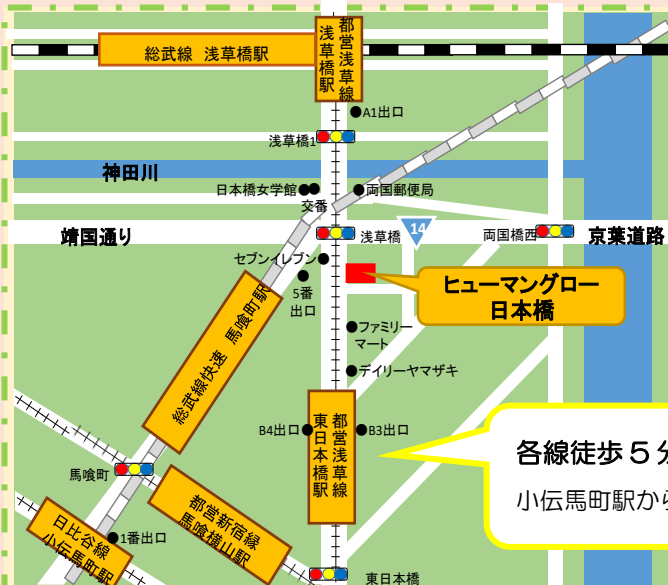 総武線 浅草橋駅
都営浅草線
浅草橋駅
A1出口
浅草橋1
神田川
日本橋女学館
交番
両国郵便局
靖国通り
浅草橋
14
両国橋西
京葉道路
セブンイレブン
5番
出口
ヒューマングロー
日本橋
総武線快速 馬喰町駅
ファミリー
マート
デイリーヤマザキ
B4出口
都営浅草線
東日本橋駅
B3出口
各線徒歩5分
小伝馬町駅から
馬喰町
都営新宿線
馬喰横山駅
日比谷線
小伝馬町駅
1番出口
東日本橋